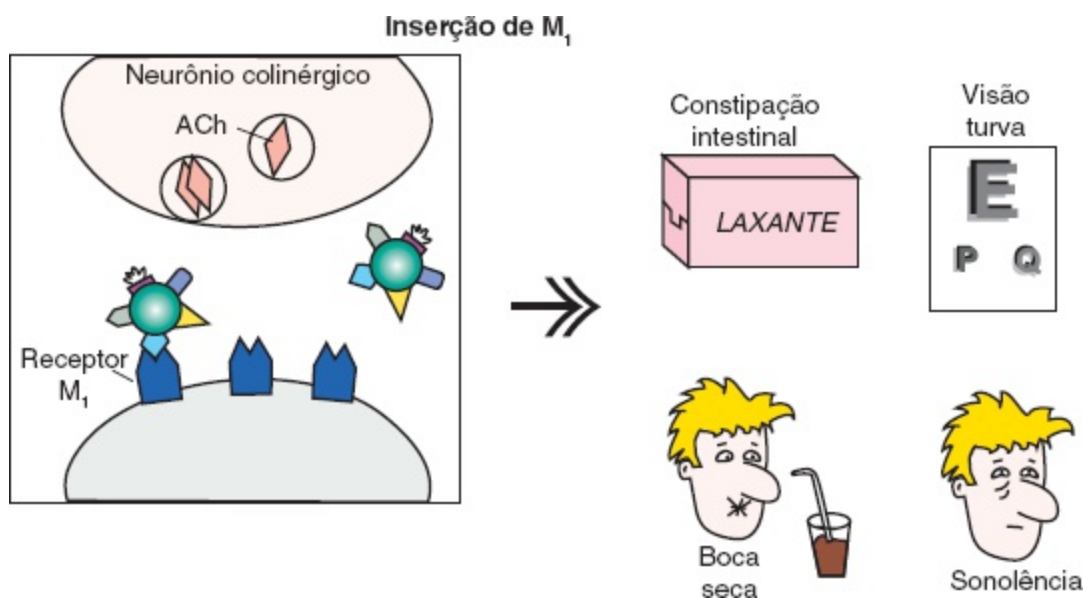 Inserção de M₁
Neurônio colinérgico
ACh
Receptor
M₁
Constipação
intestinal
LAXANTE
Visão
turva
E
P Q
Boca
seca
Sonolência